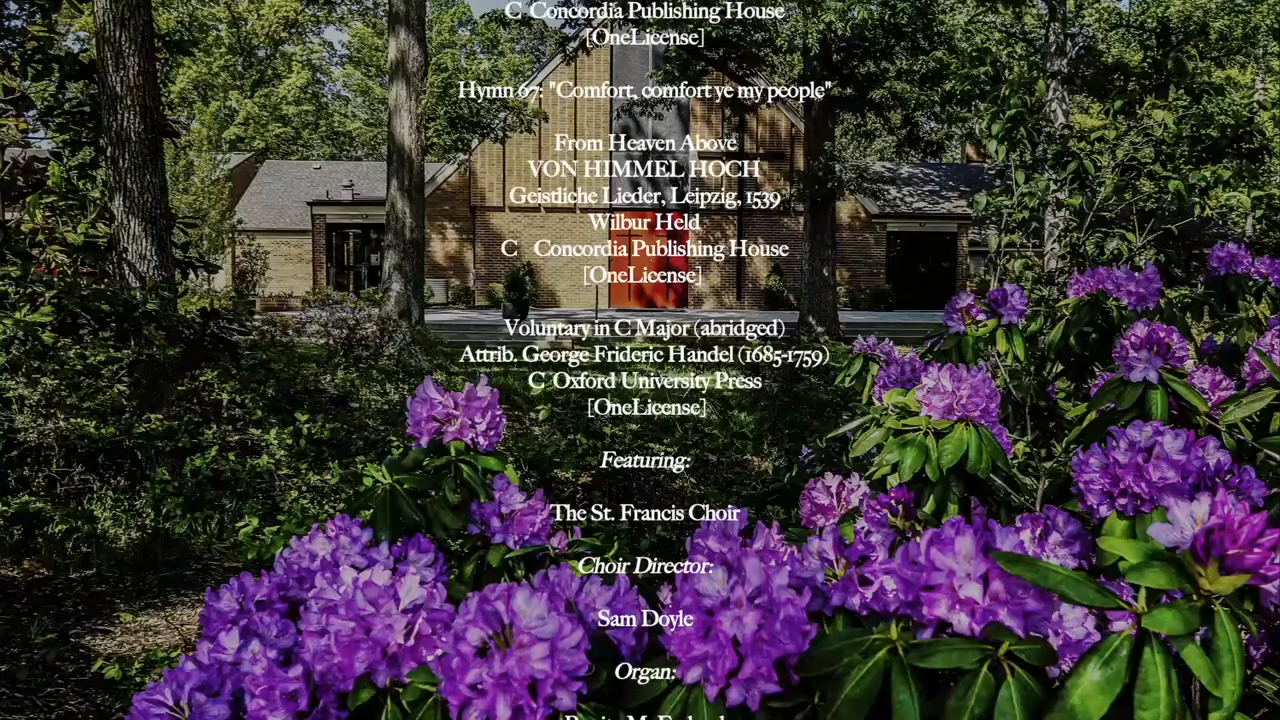 C Concordia Publishing House
[OneLicense]
Hymn 67: "Comfort, comfort ye my people"
From Heaven Above
VON HIMMEL HOCH
Geistliche Lieder, Leipzig, 1539
Wilbur Held
C Concordia Publishing House
[OneLicense]
Voluntary in C Major (abridged)
Attrib. George Frideric Handel (1685-1759)
C Oxford University Press
[OneLicense]
Featuring:
The St. Francis Choir
Choir Director:
Sam Doyle
Organ: